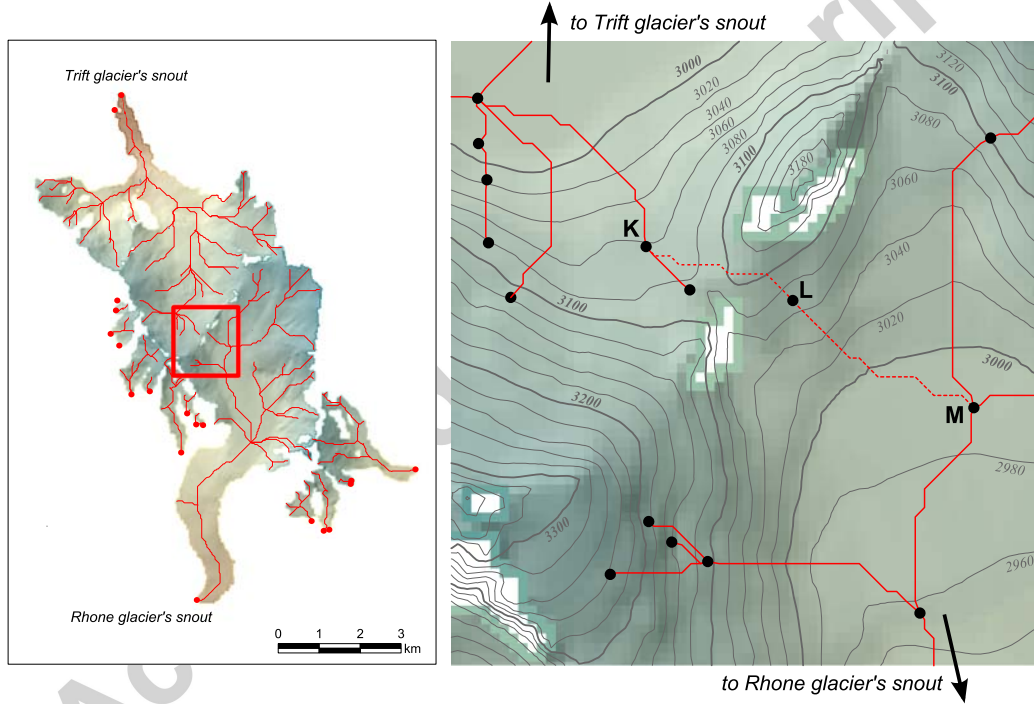 to Trift glacier's snout
Trift glacier's snout
3000
3020
3040
3060
3080
3100
3180
3120
3100
3080
3060
3040
3020
3000
2980
2960
K
L
M
3100
3200
3300
Rhone glacier's snout
0 1 2 3
km
to Rhone glacier's snout